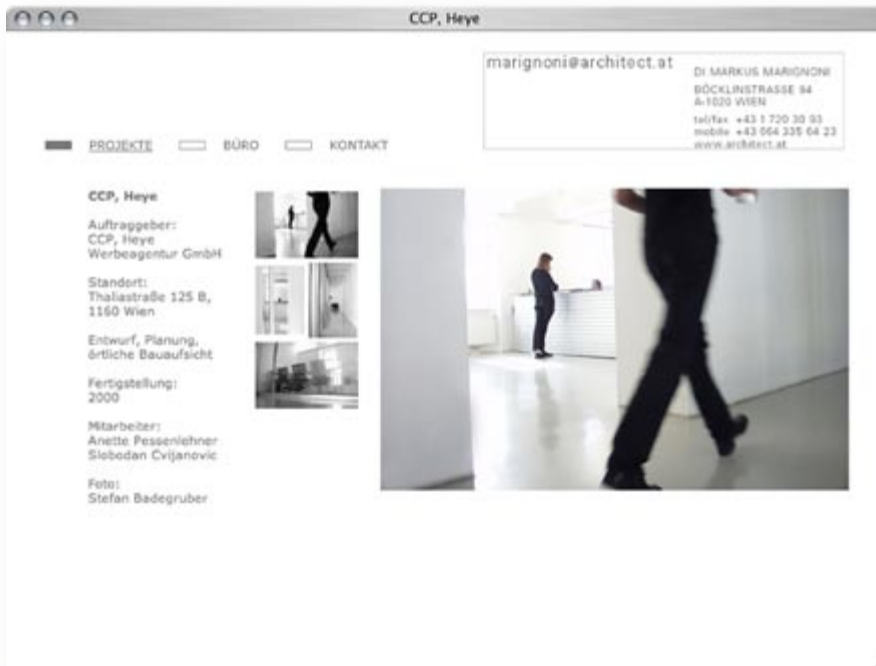 CCP, Heye
marignoni@architect.at
DI MARKUS MARIGNONI
BÖCKLINSTRASSE 94
A-1020 WIEN
tel/fax +43 1 720 30 93
mobile +43 664 335 64 23
www.architect.at
PROJEKTE BÜRO KONTAKT
CCP, Heye
Auftraggeber:
CCP, Heye
Werbeagentur GmbH
Standort:
Thaliastraße 125 B,
1160 Wien
Entwurf, Planung,
örtliche Bauaufsicht
Fertigstellung:
2000
Mitarbeiter:
Anette Pessenlehner
Slobodan Cvijanovic
Foto:
Stefan Badegruber